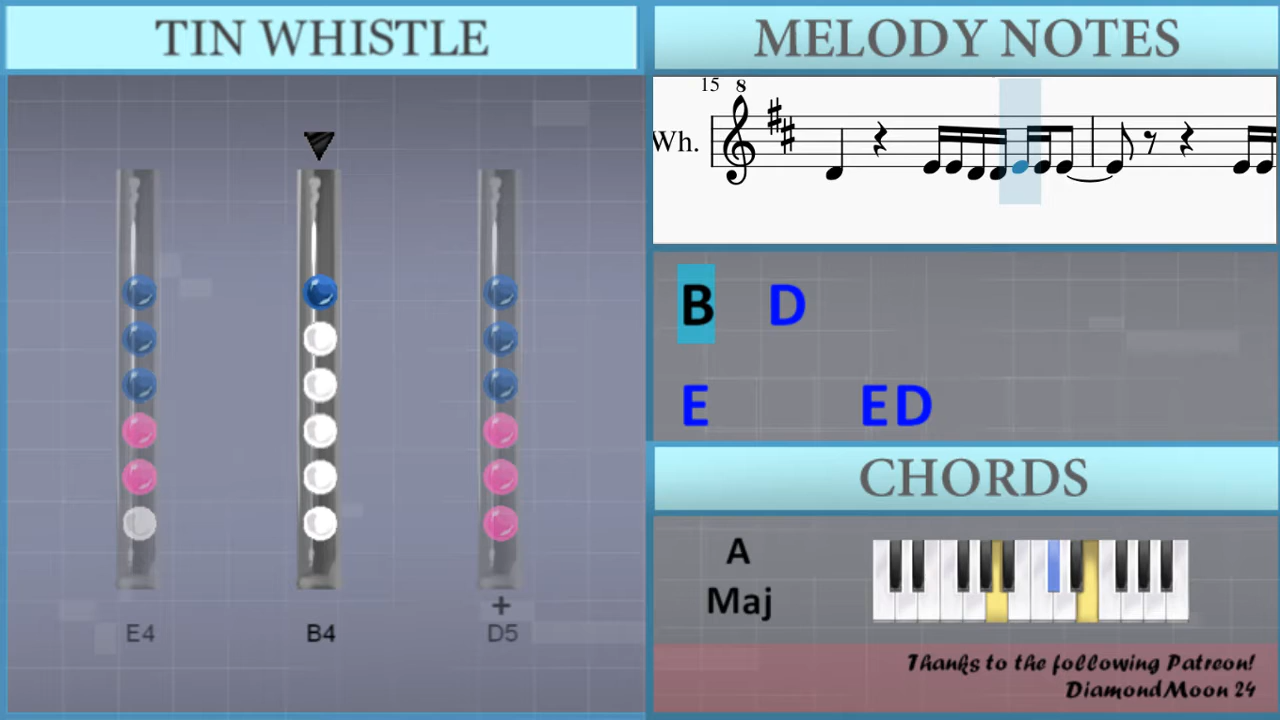 TIN WHISTLE
MELODY NOTES
15 8
Wh.
B D
E ED
CHORDS
A
Maj
+
E4 B4 D5
Thanks to the following Patreon!
DiamondMoon 24